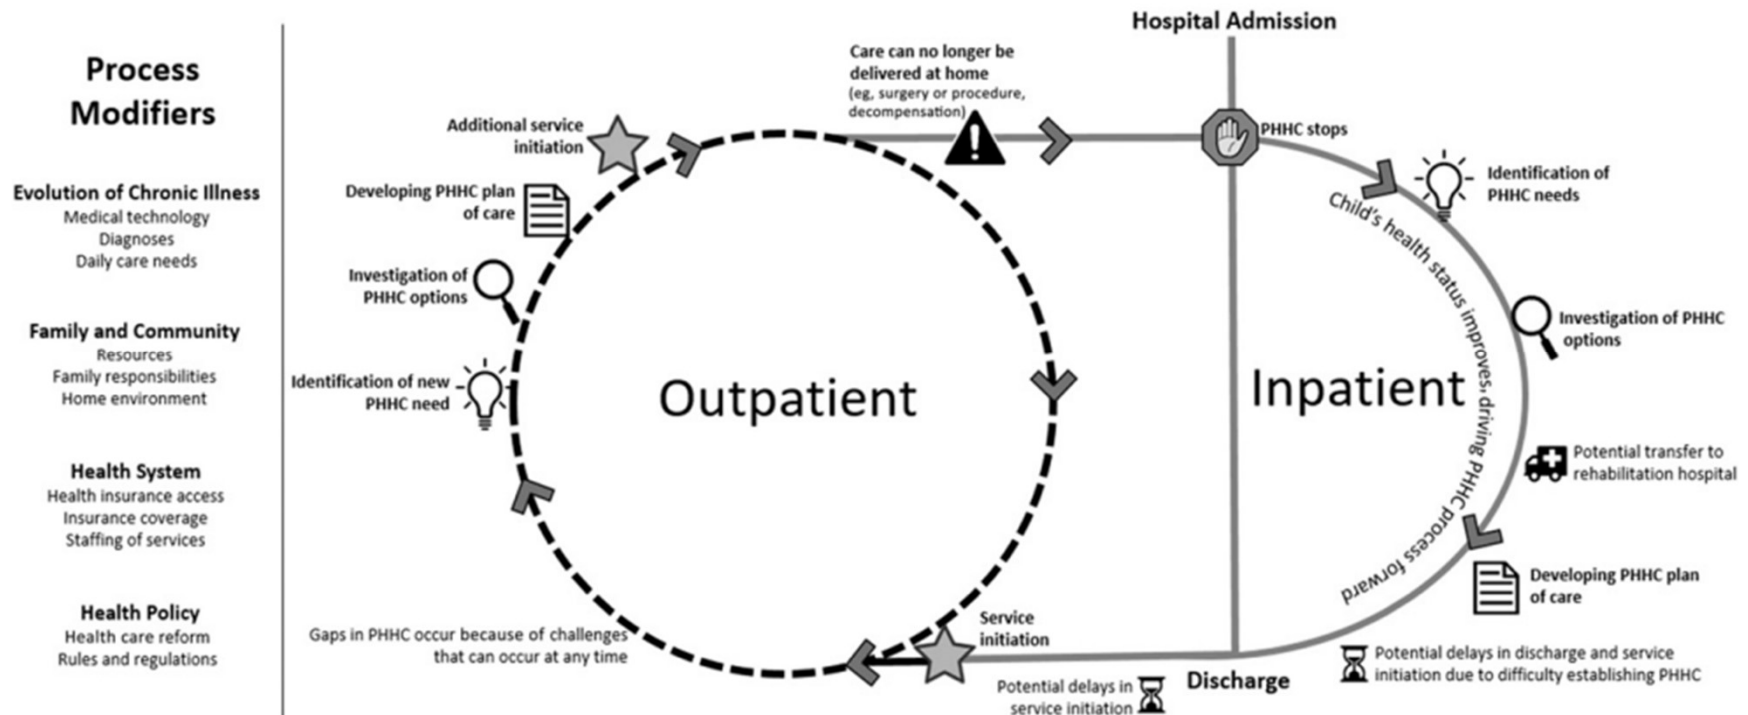 Process
Modifiers
Evolution of Chronic Illness
Medical technology
Diagnoses
Daily care needs
Family and Community
Resources
Family responsibilities
Home environment
Health System
Health insurance access
Insurance coverage
Staffing of services
Health Policy
Health care reform
Rules and regulations
Additional service
initiation
Developing PHHC plan
of care
Investigation of
PHHC options
Identification of new
PHHC need
Gaps in PHHC occur because of challenges
that can occur at any time
Outpatient
Care can no longer be
delivered at home
(eg, surgery or procedure,
decompensation)
Hospital Admission
PHHC stops
Identification of
PHHC needs
Child's health status improves, driving PHHC process forward
Investigation of PHHC
options
Inpatient
Potential transfer to
rehabilitation hospital
Developing PHHC plan
of care
Potential delays in discharge and service
initiation due to difficulty establishing PHHC
Discharge
Service
initiation
Potential delays in
service initiation